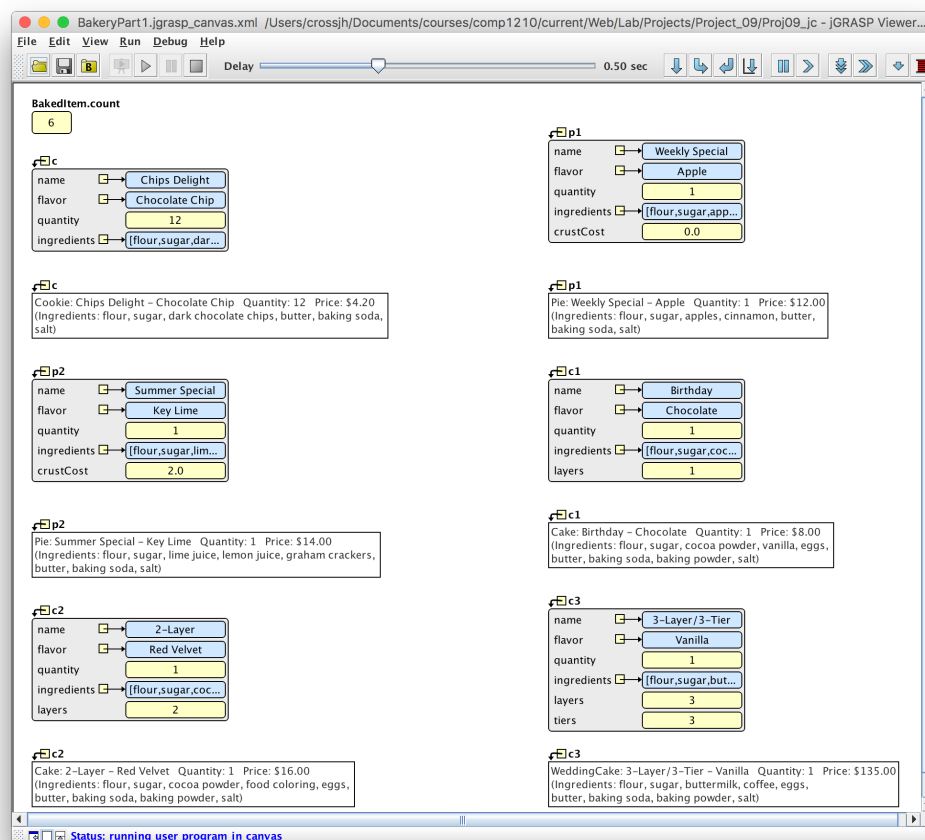 BakeryPart1.jgrasp_canvas.xml /Users/crossjh/Documents/courses/comp1210/current/Web/Lab/Projects/Project_09/Proj09_jc - jGRASP Viewer...
File Edit View Run Debug Help
B Delay 0.50 sec
BakedItem.count
6
c
name Chips Delight
flavor Chocolate Chip
quantity 12
ingredients [flour,sugar,dar...
p1
name Weekly Special
flavor Apple
quantity 1
ingredients [flour,sugar,app...
crustCost 0.0
c
Cookie: Chips Delight - Chocolate Chip Quantity: 12 Price: $4.20
(Ingredients: flour, sugar, dark chocolate chips, butter, baking soda,
salt)
p1
Pie: Weekly Special - Apple Quantity: 1 Price: $12.00
(Ingredients: flour, sugar, apples, cinnamon, butter,
baking soda, salt)
p2
name Summer Special
flavor Key Lime
quantity 1
ingredients [flour,sugar,lim...
crustCost 2.0
c1
name Birthday
flavor Chocolate
quantity 1
ingredients [flour,sugar,coc...
layers 1
p2
Pie: Summer Special - Key Lime Quantity: 1 Price: $14.00
(Ingredients: flour, sugar, lime juice, lemon juice, graham crackers,
butter, baking soda, salt)
c1
Cake: Birthday - Chocolate Quantity: 1 Price: $8.00
(Ingredients: flour, sugar, cocoa powder, vanilla, eggs,
butter, baking soda, baking powder, salt)
c2
name 2-Layer
flavor Red Velvet
quantity 1
ingredients [flour,sugar,coc...
layers 2
c3
name 3-Layer/3-Tier
flavor Vanilla
quantity 1
ingredients [flour,sugar,but...
layers 3
tiers 3
c2
Cake: 2-Layer - Red Velvet Quantity: 1 Price: $16.00
(Ingredients: flour, sugar, cocoa powder, food coloring, eggs,
butter, baking soda, baking powder, salt)
c3
WeddingCake: 3-Layer/3-Tier - Vanilla Quantity: 1 Price: $135.00
(Ingredients: flour, sugar, buttermilk, coffee, eggs,
butter, baking soda, baking powder, salt)
Status: running user program in canvas